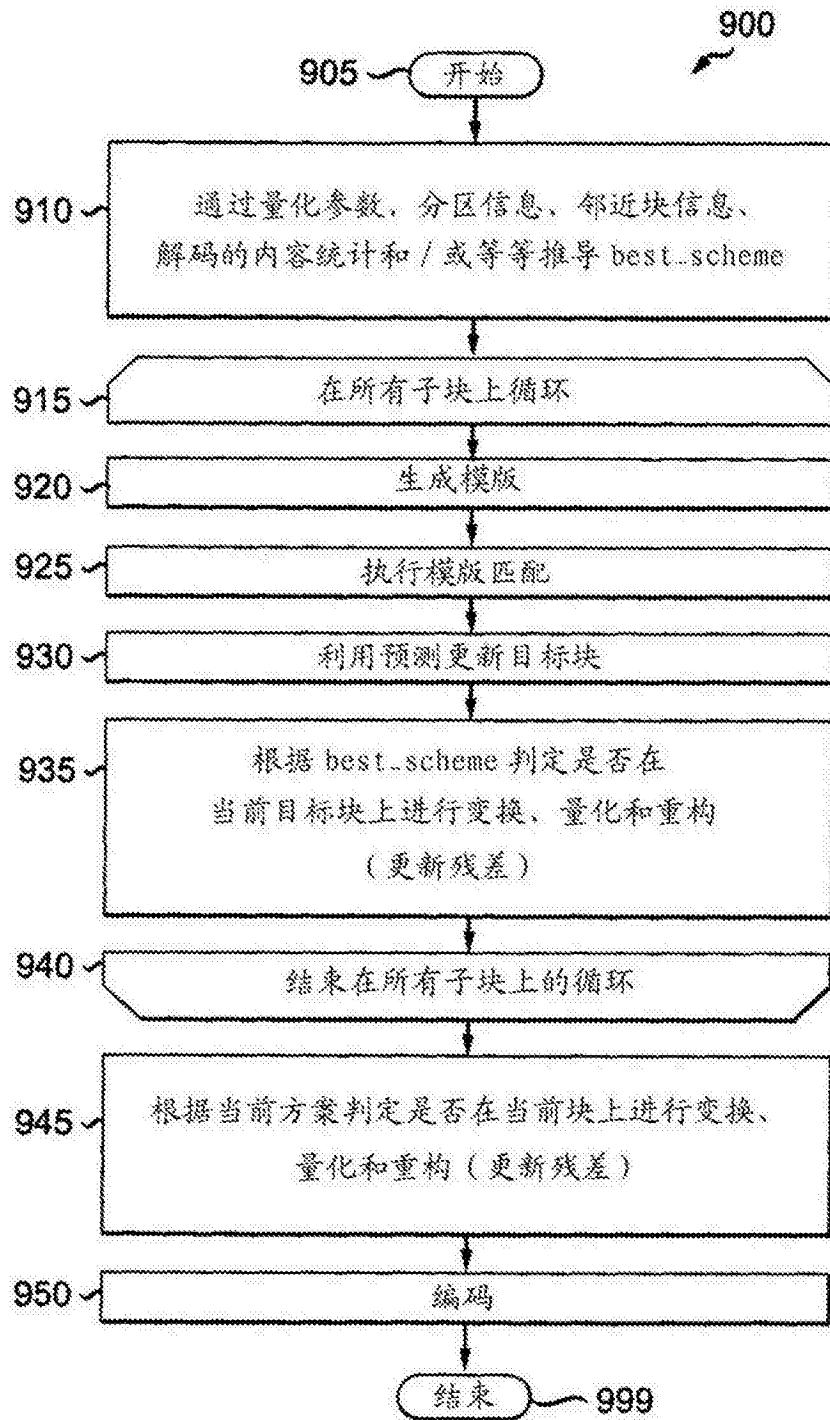 900
905 开始
910 通过量化参数、分区信息、邻近块信息、
解码的内容统计和/或等等推导 best_scheme
915 在所有子块上循环
920 生成模版
925 执行模版匹配
930 利用预测更新目标块
935 根据 best_scheme 判定是否在
当前目标块上进行变换、量化和重构
(更新残差)
940 结束在所有子块上的循环
945 根据当前方案判定是否在当前块上进行变换、
量化和重构(更新残差)
950 编码
结束 999